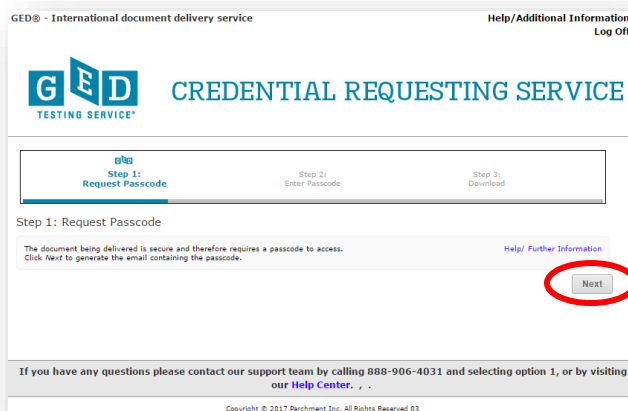 GED® - International document delivery service
Help/Additional Information
Log Off
GED
TESTING SERVICE®
CREDENTIAL REQUESTING SERVICE
GED
Step 1:
Request Passcode
Step 2:
Enter Passcode
Step 3:
Download
Step 1: Request Passcode
The document being delivered is secure and therefore requires a passcode to access.
Click Next to generate the email containing the passcode.
Help/ Further Information
Next
If you have any questions please contact our support team by calling 888-906-4031 and selecting option 1, or by visiting
our Help Center. , .
Copyright © 2017 Parchment Inc. All Rights Reserved 03